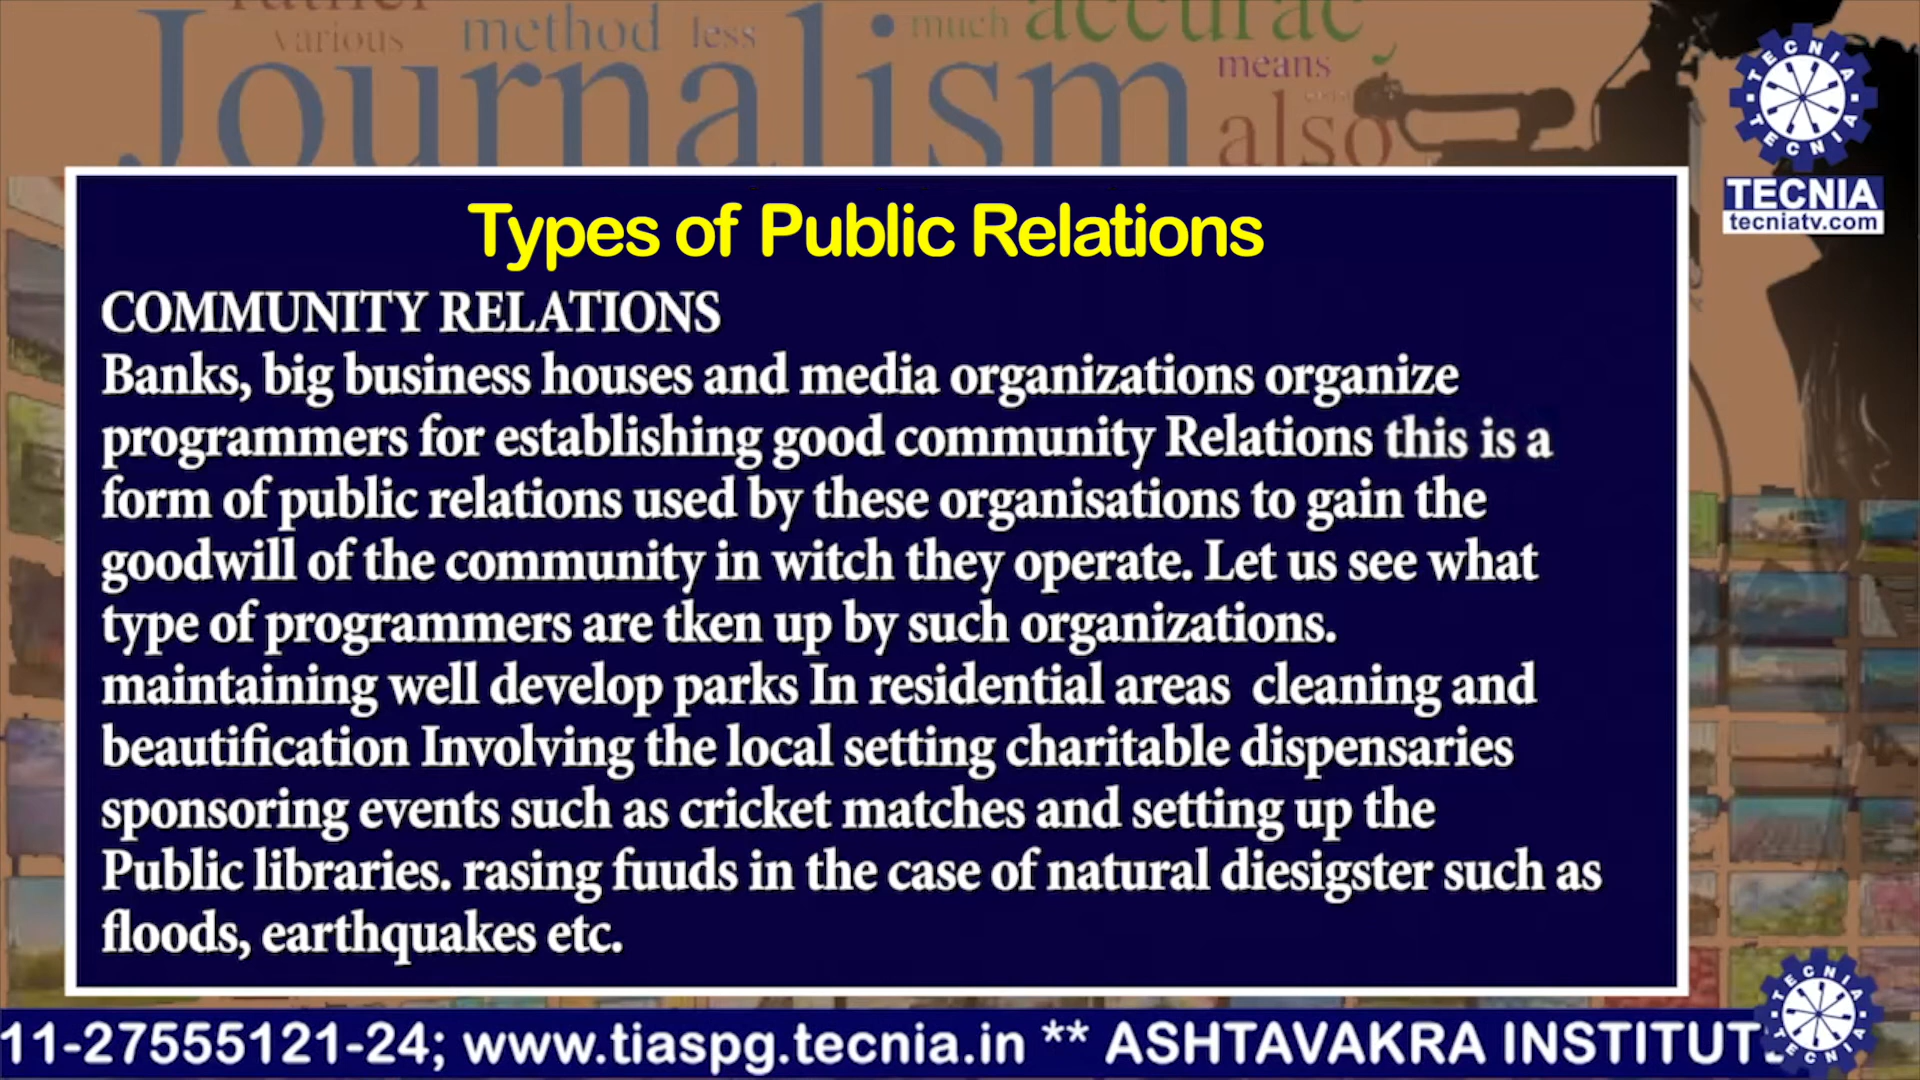 rather
various method less much accurac
means
Journalism also
TECNIA
TECNIA
TECNIA
tecniatv.com
Types of Public Relations
COMMUNITY RELATIONS
Banks, big business houses and media organizations organize
programmers for establishing good community Relations this is a
form of public relations used by these organisations to gain the
goodwill of the community in witch they operate. Let us see what
type of programmers are tken up by such organizations.
maintaining well develop parks In residential areas cleaning and
beautification Involving the local setting charitable dispensaries
sponsoring events such as cricket matches and setting up the
Public libraries. rasing fuuds in the case of natural diesigster such as
floods, earthquakes etc.
11-27555121-24; www.tiaspg.tecnia.in ** ASHTAVAKRA INSTITUT
TECNIA
TECNIA